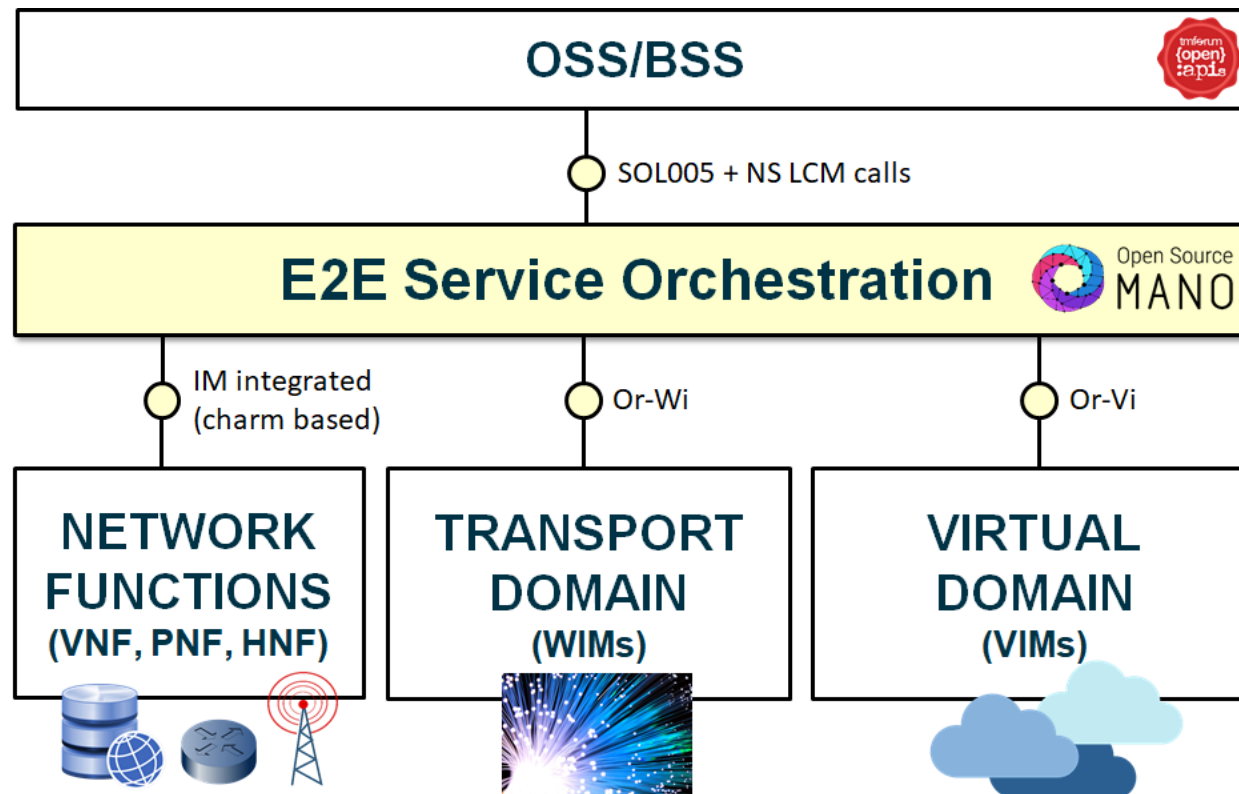 OSS/BSS
tmforum
{open}
:apis
SOL005 + NS LCM calls
E2E Service Orchestration
Open Source
MANO
IM integrated
(charm based)
Or-Wi
Or-Vi
NETWORK
FUNCTIONS
(VNF, PNF, HNF)
TRANSPORT
DOMAIN
(WIMs)
VIRTUAL
DOMAIN
(VIMs)